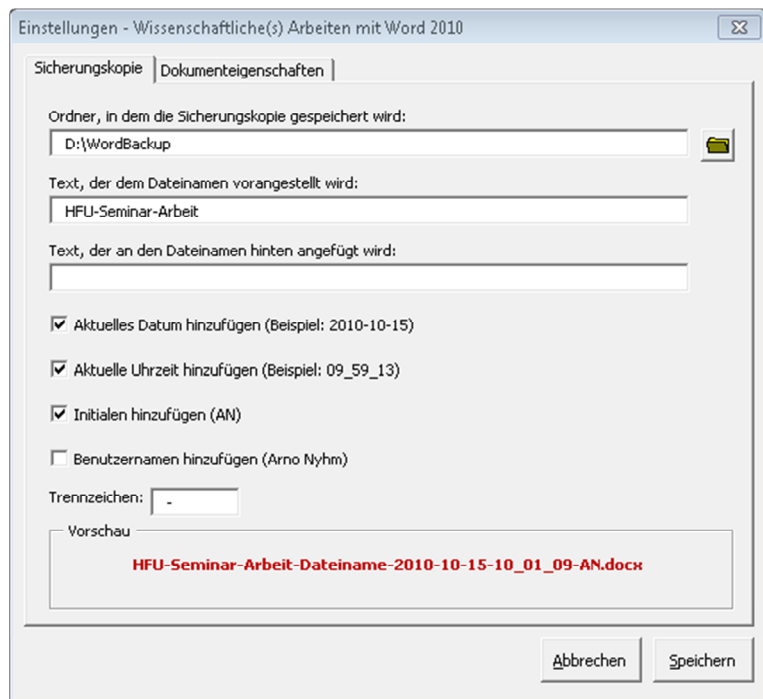 Einstellungen - Wissenschaftliche(s) Arbeiten mit Word 2010
Sicherungskopie Dokumenteigenschaften
Ordner, in dem die Sicherungskopie gespeichert wird:
D:\WordBackup
Text, der dem Dateinamen vorangestellt wird:
HFU-Seminar-Arbeit
Text, der an den Dateinamen hinten angefügt wird:
Aktuelles Datum hinzufügen (Beispiel: 2010-10-15)
Aktuelle Uhrzeit hinzufügen (Beispiel: 09_59_13)
Initialen hinzufügen (AN)
Benutzernamen hinzufügen (Arno Nyhm)
Trennzeichen: -
Vorschau
HFU-Seminar-Arbeit-Dateiname-2010-10-15-10_01_09-AN.docx
Abbrechen Speichern